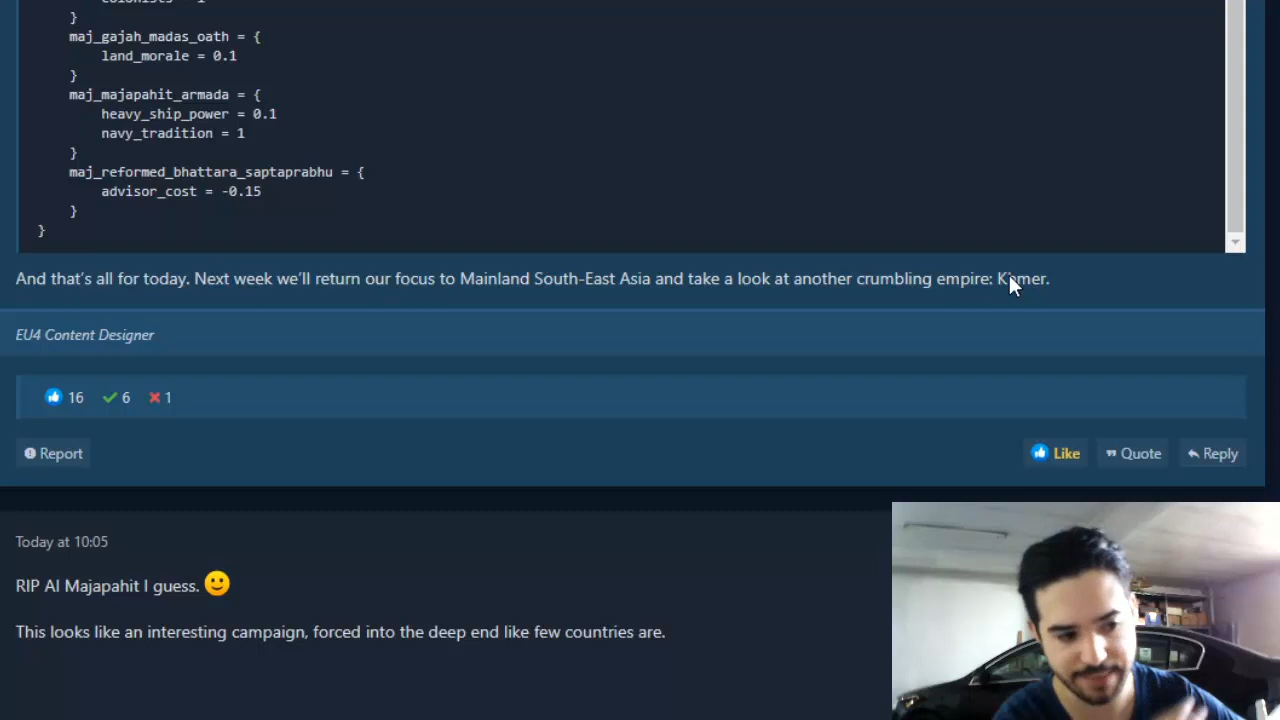 colonists = 1
}
maj_gajah_madas_oath = {
land_morale = 0.1
}
maj_majapahit_armada = {
heavy_ship_power = 0.1
navy_tradition = 1
}
maj_reformed_bhattara_saptaprabhu = {
advisor_cost = -0.15
}
}
And that's all for today. Next week we'll return our focus to Mainland South-East Asia and take a look at another crumbling empire: Khmer.
EU4 Content Designer
16 6 1
Report Like Quote Reply
Today at 10:05
RIP AI Majapahit I guess. 🙂
This looks like an interesting campaign, forced into the deep end like few countries are.